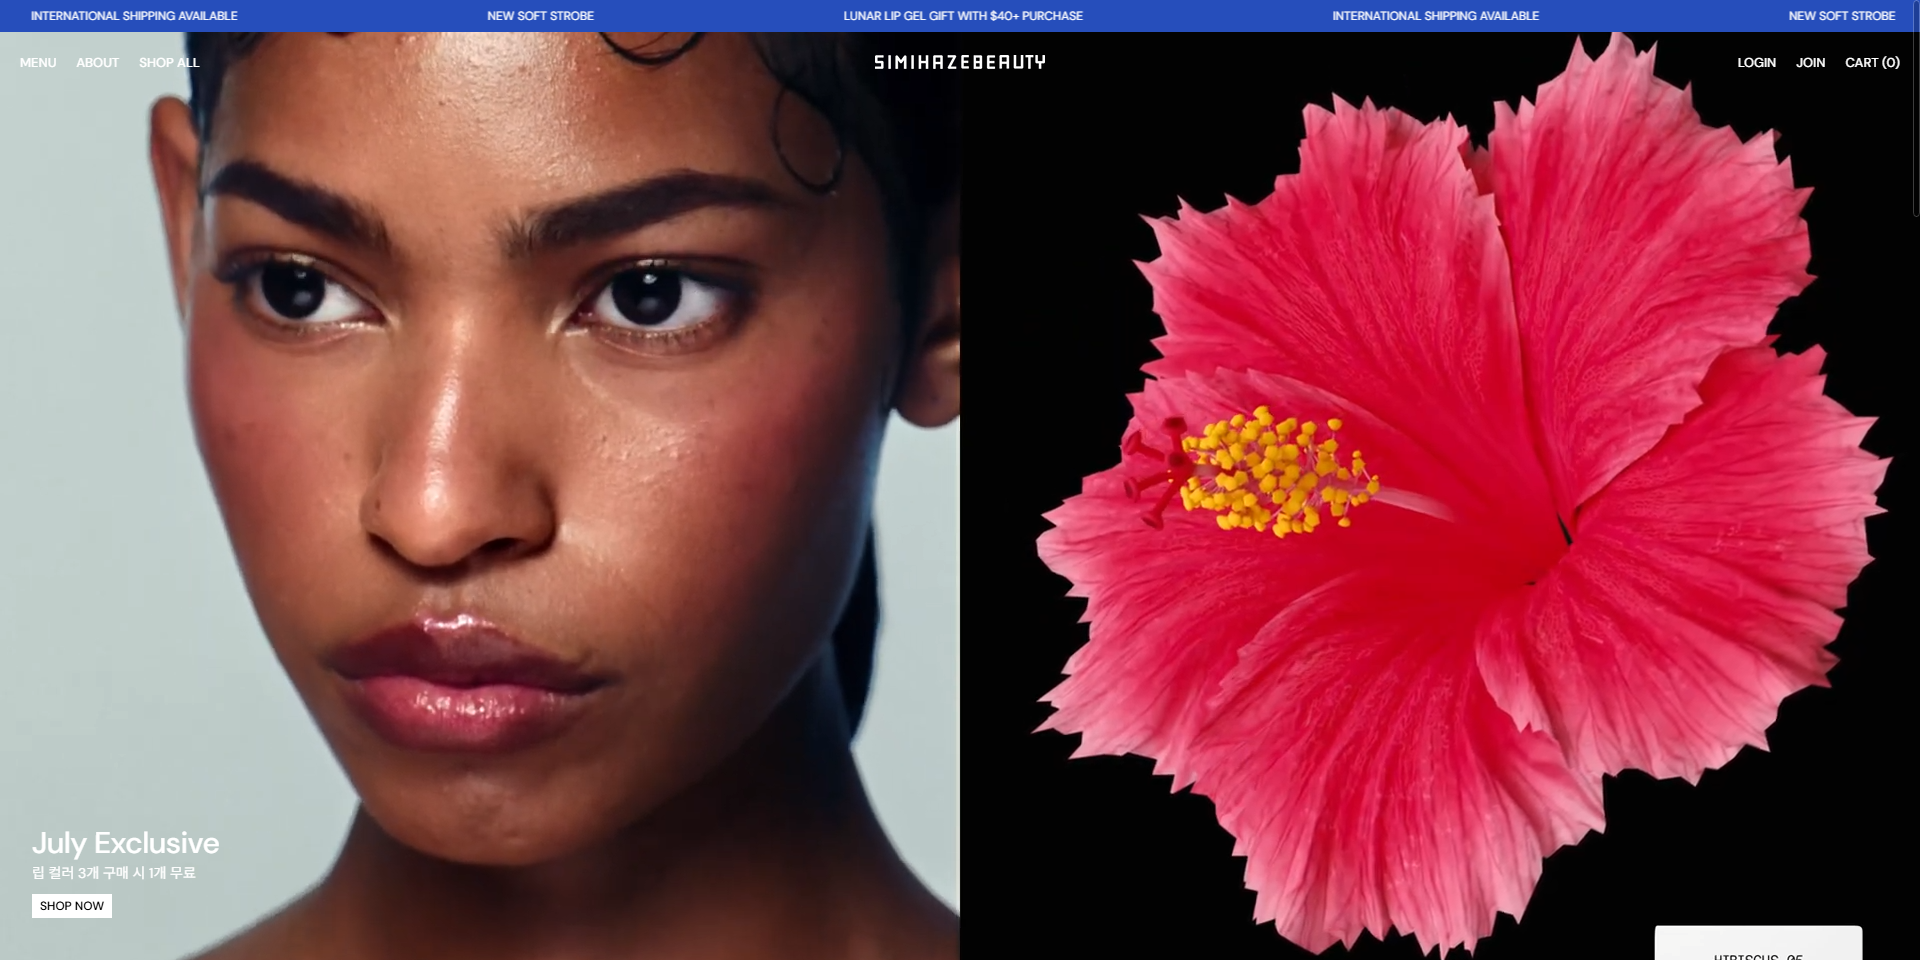 INTERNATIONAL SHIPPING AVAILABLE
NEW SOFT STROBE
LUNAR LIP GEL GIFT WITH $40+ PURCHASE
INTERNATIONAL SHIPPING AVAILABLE
NEW SOFT STROBE
MENU
ABOUT
SHOP ALL
SIMIHAZEBEAUTY
LOGIN
JOIN
CART (0)
July Exclusive
립 컬러 3개 구매 시 1개 무료
SHOP NOW
HIBISCUS 05